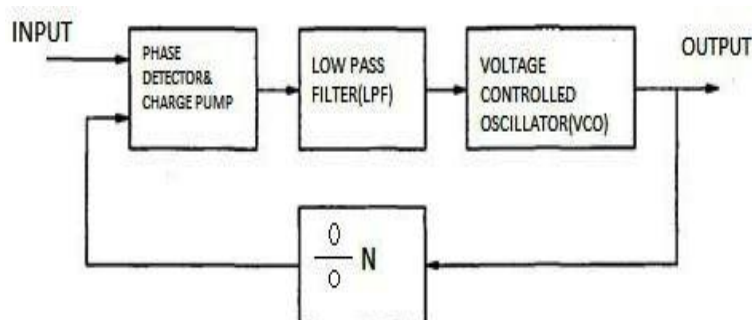 INPUT
PHASE
DETECTOR&
CHARGE PUMP
LOW PASS
FILTER(LPF)
VOLTAGE
CONTROLLED
OSCILLATOR(VCO)
OUTPUT
÷ N